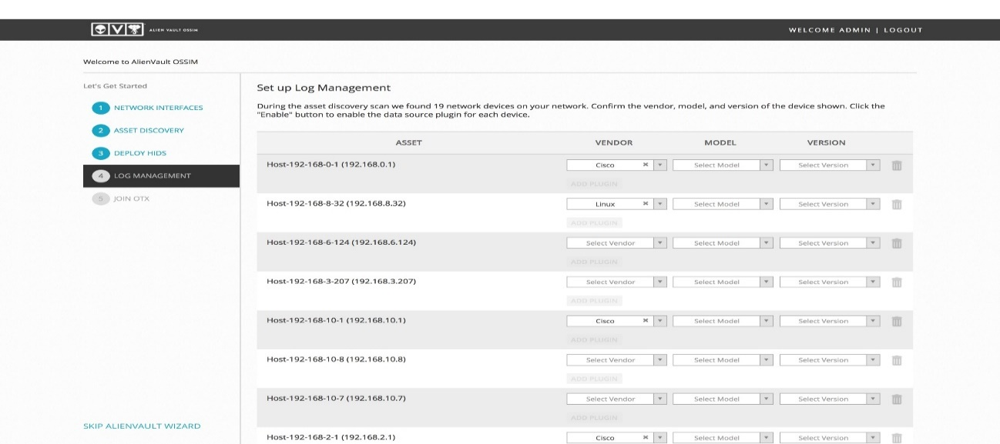 ALIEN VAULT OSSIM
WELCOME ADMIN | LOGOUT
Welcome to AlienVault OSSIM
Let's Get Started
1 NETWORK INTERFACES
2 ASSET DISCOVERY
3 DEPLOY HIDS
4 LOG MANAGEMENT
5 JOIN OTX
SKIP ALIENVAULT WIZARD
Set up Log Management
During the asset discovery scan we found 19 network devices on your network. Confirm the vendor, model, and version of the device shown. Click the
"Enable" button to enable the data source plugin for each device.
ASSET VENDOR MODEL VERSION
Host-192-168-0-1 (192.168.0.1) Cisco Select Model Select Version
ADD PLUGIN
Host-192-168-8-32 (192.168.8.32) Linux Select Model Select Version
ADD PLUGIN
Host-192-168-6-124 (192.168.6.124) Select Vendor Select Model Select Version
ADD PLUGIN
Host-192-168-3-207 (192.168.3.207) Select Vendor Select Model Select Version
ADD PLUGIN
Host-192-168-10-1 (192.168.10.1) Cisco Select Model Select Version
ADD PLUGIN
Host-192-168-10-8 (192.168.10.8) Select Vendor Select Model Select Version
ADD PLUGIN
Host-192-168-10-7 (192.168.10.7) Select Vendor Select Model Select Version
ADD PLUGIN
Host-192-168-2-1 (192.168.2.1) Cisco Select Model Select Version